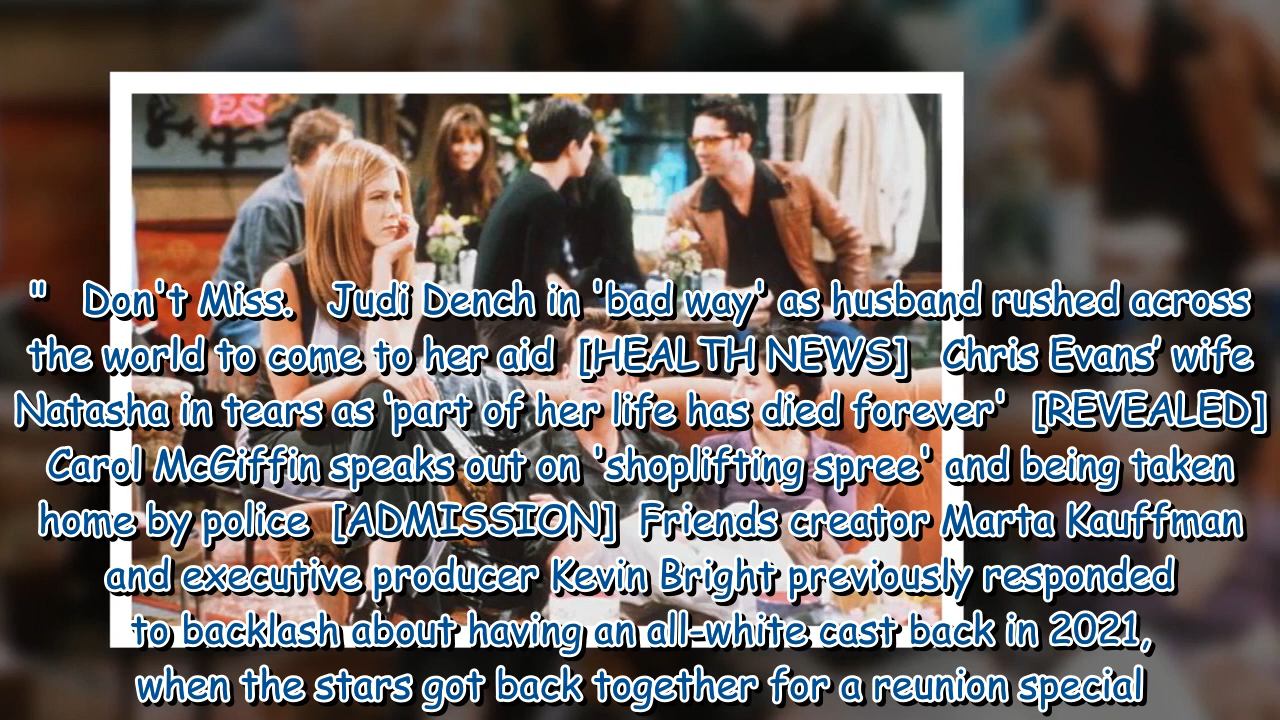 es
"   Don't Miss.   Judi Dench in 'bad way' as husband rushed across
the world to come to her aid  [HEALTH NEWS]   Chris Evans’ wife
Natasha in tears as ‘part of her life has died forever'  [REVEALED]
Carol McGiffin speaks out on 'shoplifting spree' and being taken
home by police  [ADMISSION]  Friends creator Marta Kauffman
and executive producer Kevin Bright previously responded
to backlash about having an all-white cast back in 2021,
when the stars got back together for a reunion special